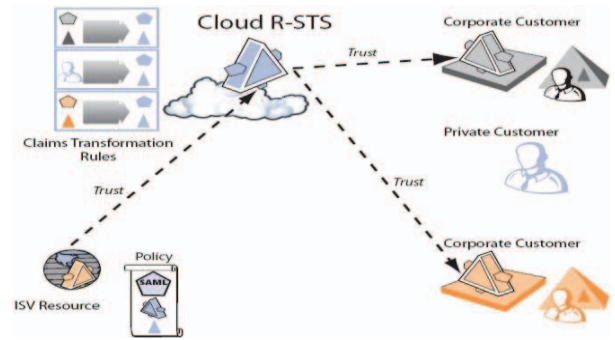 Cloud R-STS
Corporate Customer
Trust
Claims Transformation
Rules
Private Customer
Trust
Trust
Policy
SAML
Corporate Customer
ISV Resource